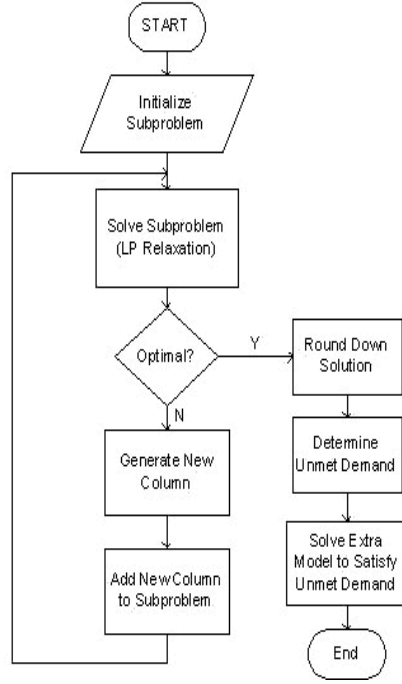 START
Initialize
Subproblem
Solve Subproblem
(LP Relaxation)
Optimal?
Y
N
Round Down
Solution
Generate New
Column
Determine
Unmet Demand
Add New Column
to Subproblem
Solve Extra
Model to Satisfy
Unmet Demand
End